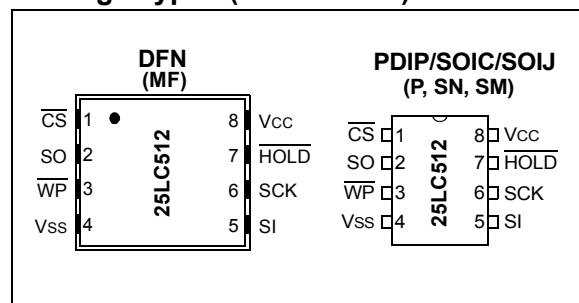 DFN
(MF)
CS 1 8 VCC
SO 2 7 HOLD
WP 3 6 SCK
VSS 4 5 SI
25LC512
PDIP/SOIC/SOIJ
(P, SN, SM)
CS 1 8 VCC
SO 2 7 HOLD
WP 3 6 SCK
VSS 4 5 SI
25LC512